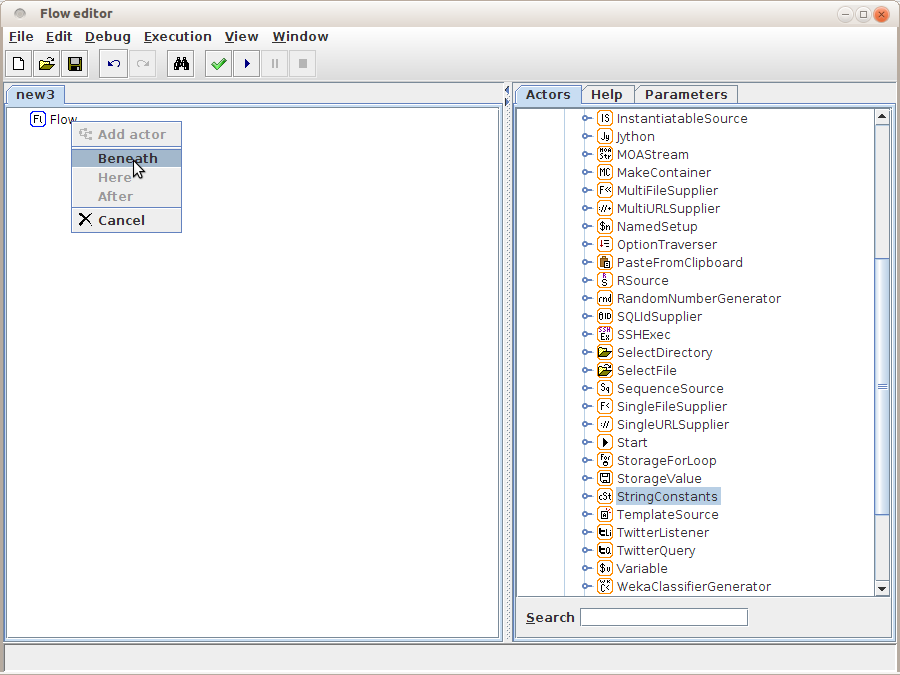 Flow editor
File Edit Debug Execution View Window
new3
Flow
Add actor
Beneath
Here
After
Cancel
Actors Help Parameters
InstantiatableSource
Jython
MOAStream
MakeContainer
MultiFileSupplier
MultiURLSupplier
NamedSetup
OptionTraverser
PasteFromClipboard
RSource
RandomNumberGenerator
SQLIdSupplier
SSHExec
SelectDirectory
SelectFile
SequenceSource
SingleFileSupplier
SingleURLSupplier
Start
StorageForLoop
StorageValue
StringConstants
TemplateSource
TwitterListener
TwitterQuery
Variable
WekaClassifierGenerator
Search